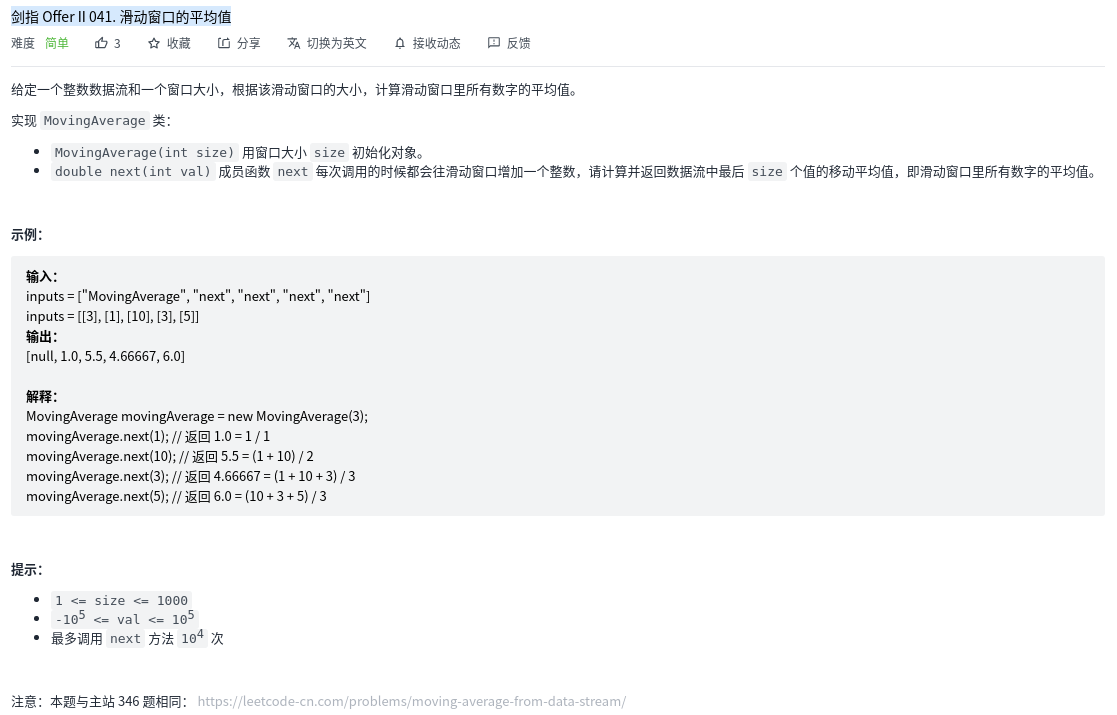 剑指 Offer II 041. 滑动窗口的平均值
难度 简单 3 收藏 分享 切换为英文 接收动态 反馈
给定一个整数数据流和一个窗口大小，根据该滑动窗口的大小，计算滑动窗口里所有数字的平均值。
实现 MovingAverage 类：
MovingAverage(int size) 用窗口大小 size 初始化对象。
double next(int val) 成员函数 next 每次调用的时候都会往滑动窗口增加一个整数，请计算并返回数据流中最后 size 个值的移动平均值，即滑动窗口里所有数字的平均值。
示例：
输入：
inputs = ["MovingAverage", "next", "next", "next", "next"]
inputs = [[3], [1], [10], [3], [5]]
输出：
[null, 1.0, 5.5, 4.66667, 6.0]
解释：
MovingAverage movingAverage = new MovingAverage(3);
movingAverage.next(1); // 返回 1.0 = 1 / 1
movingAverage.next(10); // 返回 5.5 = (1 + 10) / 2
movingAverage.next(3); // 返回 4.66667 = (1 + 10 + 3) / 3
movingAverage.next(5); // 返回 6.0 = (10 + 3 + 5) / 3
提示：
1 <= size <= 1000
-10⁵ <= val <= 10⁵
最多调用 next 方法 10⁴ 次
注意：本题与主站 346 题相同： https://leetcode-cn.com/problems/moving-average-from-data-stream/